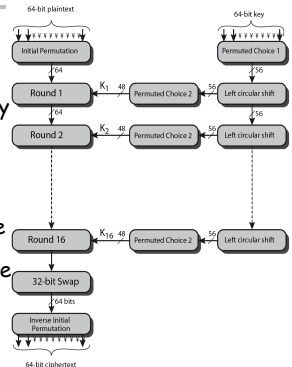 64-bit plaintext
64-bit key
Initial Permutation
Permuted Choice 1
64
56
Round 1
K1
48
Permuted Choice 2
56
Left circular shift
64
56
Round 2
K2
48
Permuted Choice 2
56
Left circular shift
Round 16
K16
48
Permuted Choice 2
56
Left circular shift
32-bit Swap
64 bits
Inverse Initial
Permutation
64-bit ciphertext